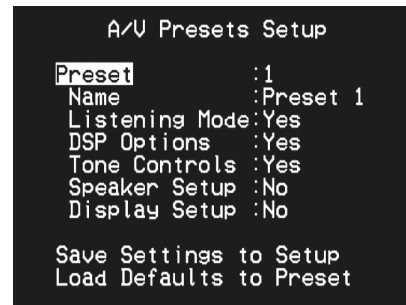 A/V Presets Setup
Preset :1
Name :Preset 1
Listening Mode:Yes
DSP Options :Yes
Tone Controls :Yes
Speaker Setup :No
Display Setup :No
Save Settings to Setup
Load Defaults to Preset